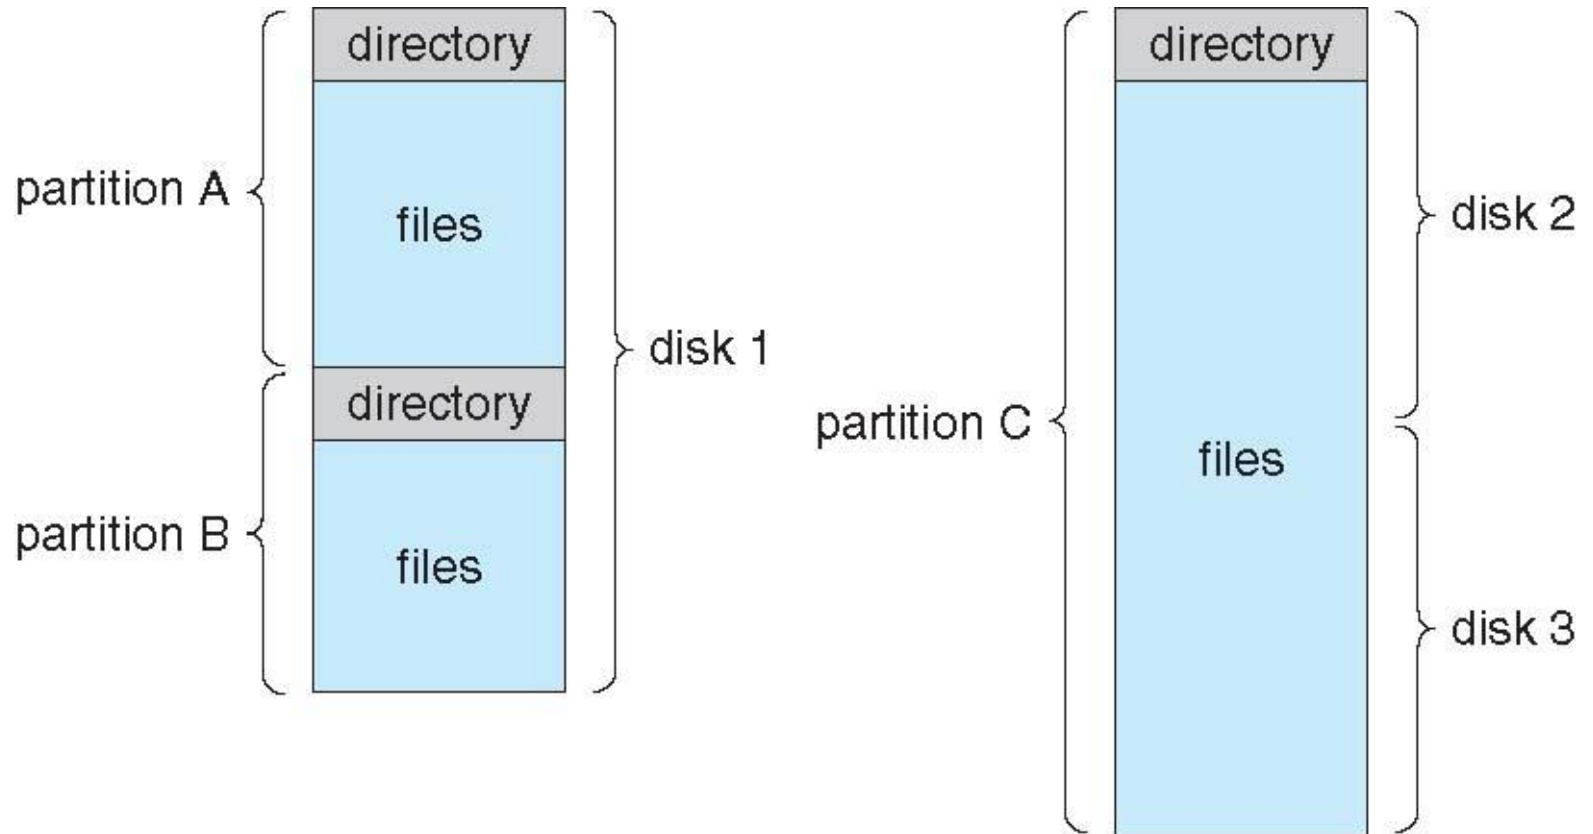 directory
partition A
files
disk 1
directory
partition B
files
directory
disk 2
partition C
files
disk 3